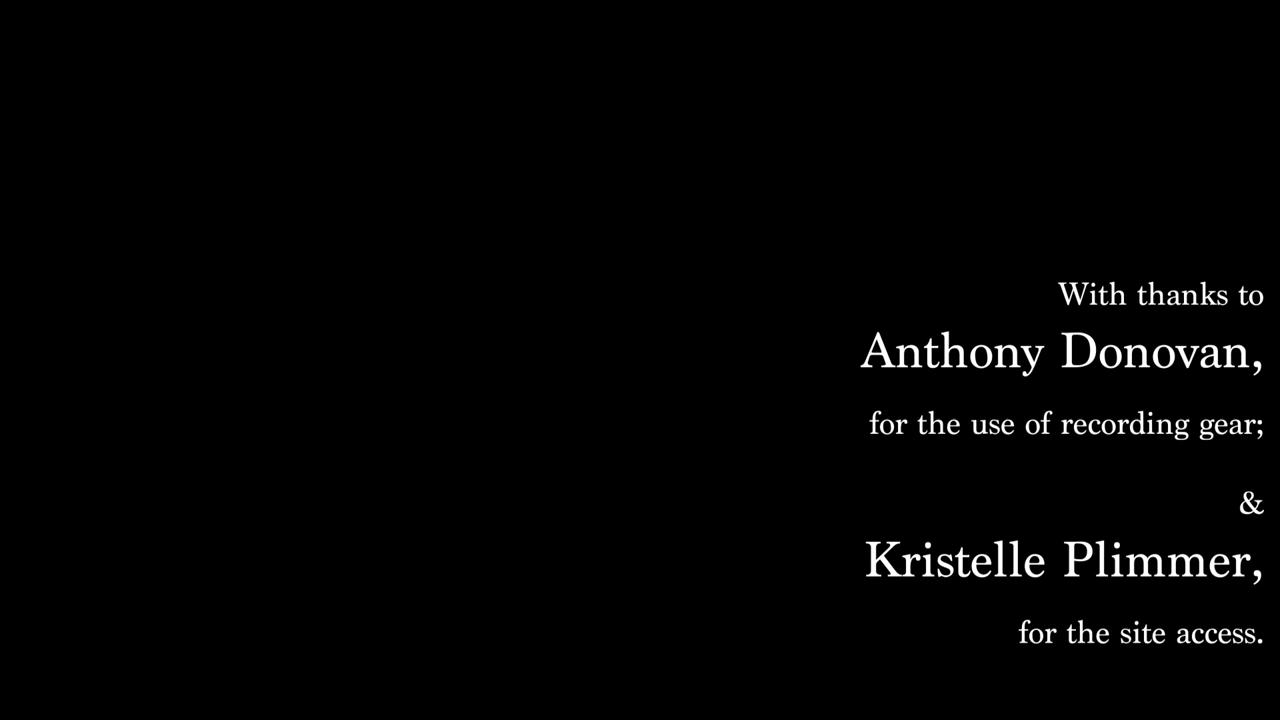 With thanks to
Anthony Donovan,
for the use of recording gear;
&
Kristelle Plimmer,
for the site access.